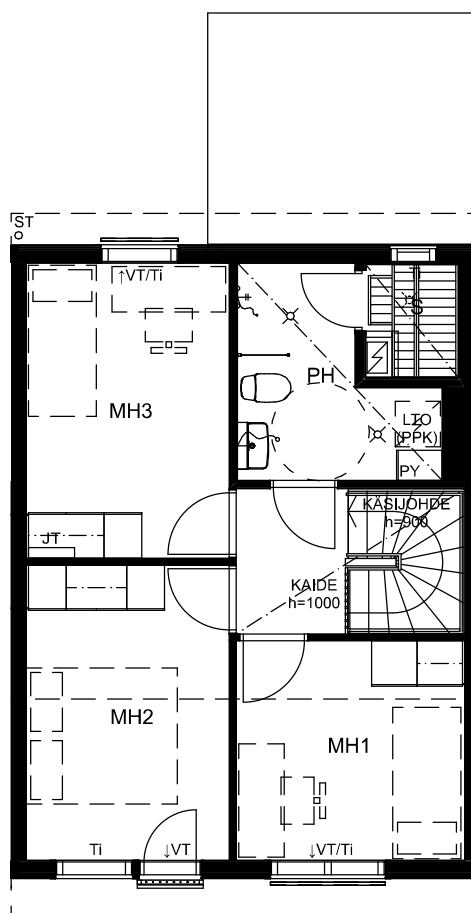 ST
↑VT/Ti
S
MH3
PH
LTO
(PPK)
PY
JT
KÄSIJOHDE
h=900
KAIDE
h=1000
MH2
MH1
Ti
↓VT
↓VT/Ti